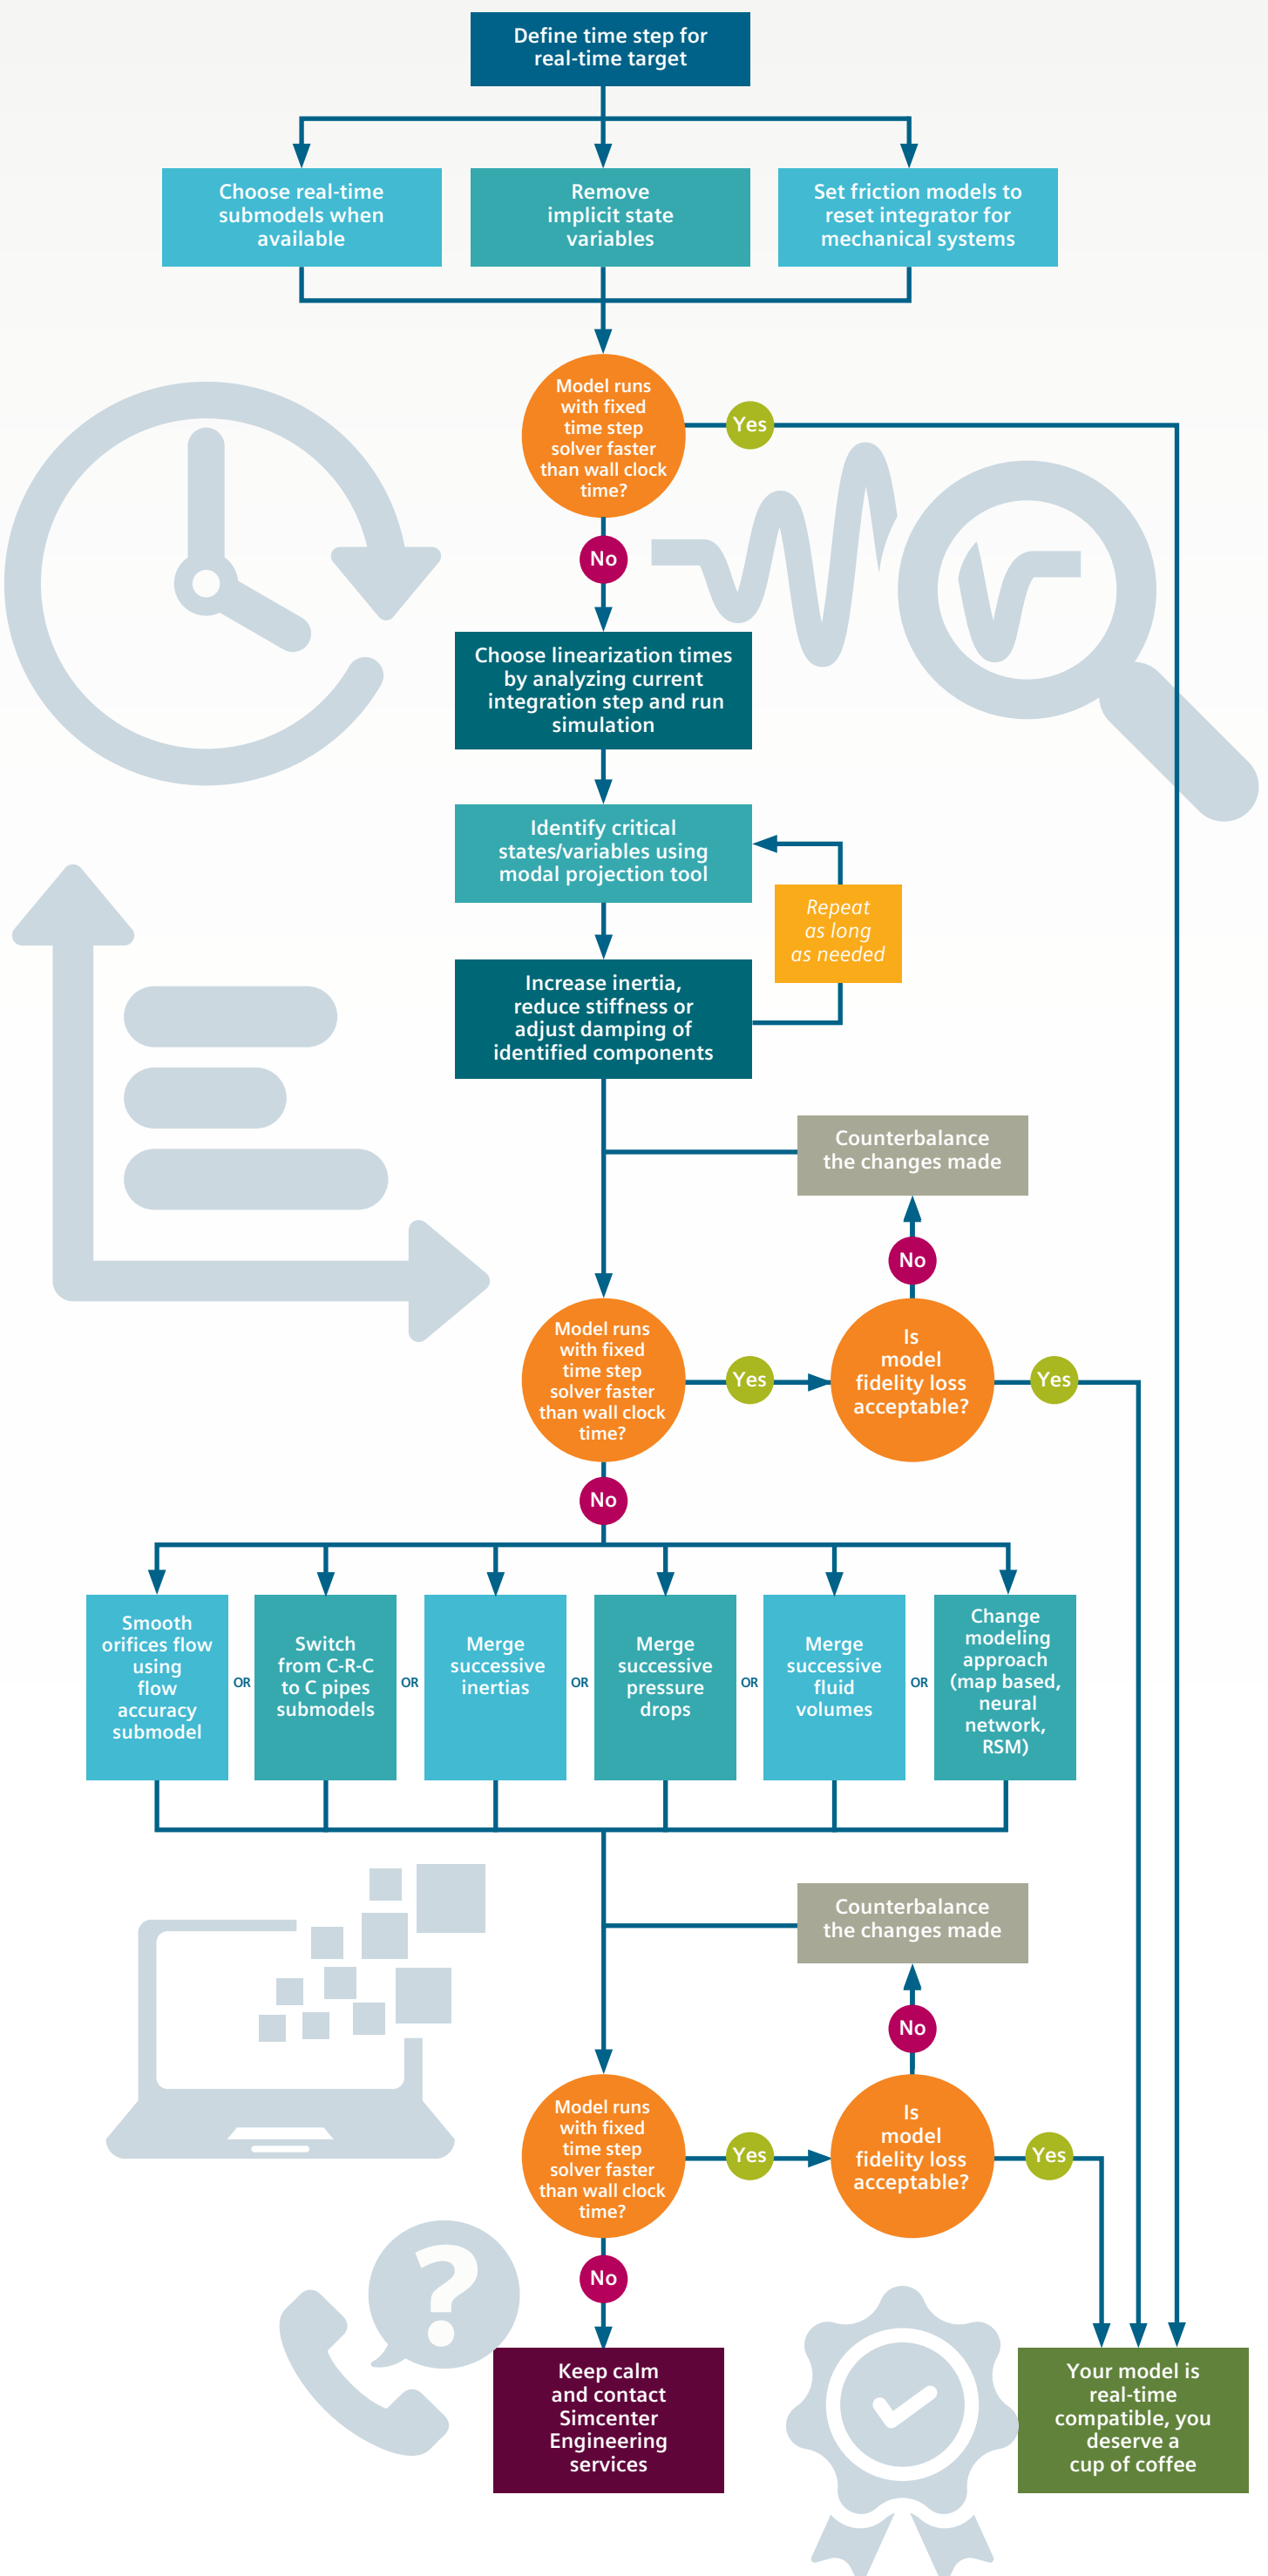 Define time step for
real-time target
Choose real-time
submodels when
available
Remove
implicit state
variables
Set friction models to
reset integrator for
mechanical systems
Model runs
with fixed
time step
solver faster
than wall clock
time?
Yes
No
Choose linearization times
by analyzing current
integration step and run
simulation
Identify critical
states/variables using
modal projection tool
Repeat
as long
as needed
Increase inertia,
reduce stiffness or
adjust damping of
identified components
Counterbalance
the changes made
No
Model runs
with fixed
time step
solver faster
than wall clock
time?
Yes
Is
model
fidelity loss
acceptable?
Yes
No
Smooth
orifices flow
using
flow
accuracy
submodel
OR
Switch
from C-R-C
to C pipes
submodels
OR
Merge
successive
inertias
OR
Merge
successive
pressure
drops
OR
Merge
successive
fluid
volumes
OR
Change
modeling
approach
(map based,
neural
network,
RSM)
Counterbalance
the changes made
No
Model runs
with fixed
time step
solver faster
than wall clock
time?
Yes
Is
model
fidelity loss
acceptable?
Yes
No
?
Keep calm
and contact
Simcenter
Engineering
services
Your model is
real-time
compatible, you
deserve a
cup of coffee